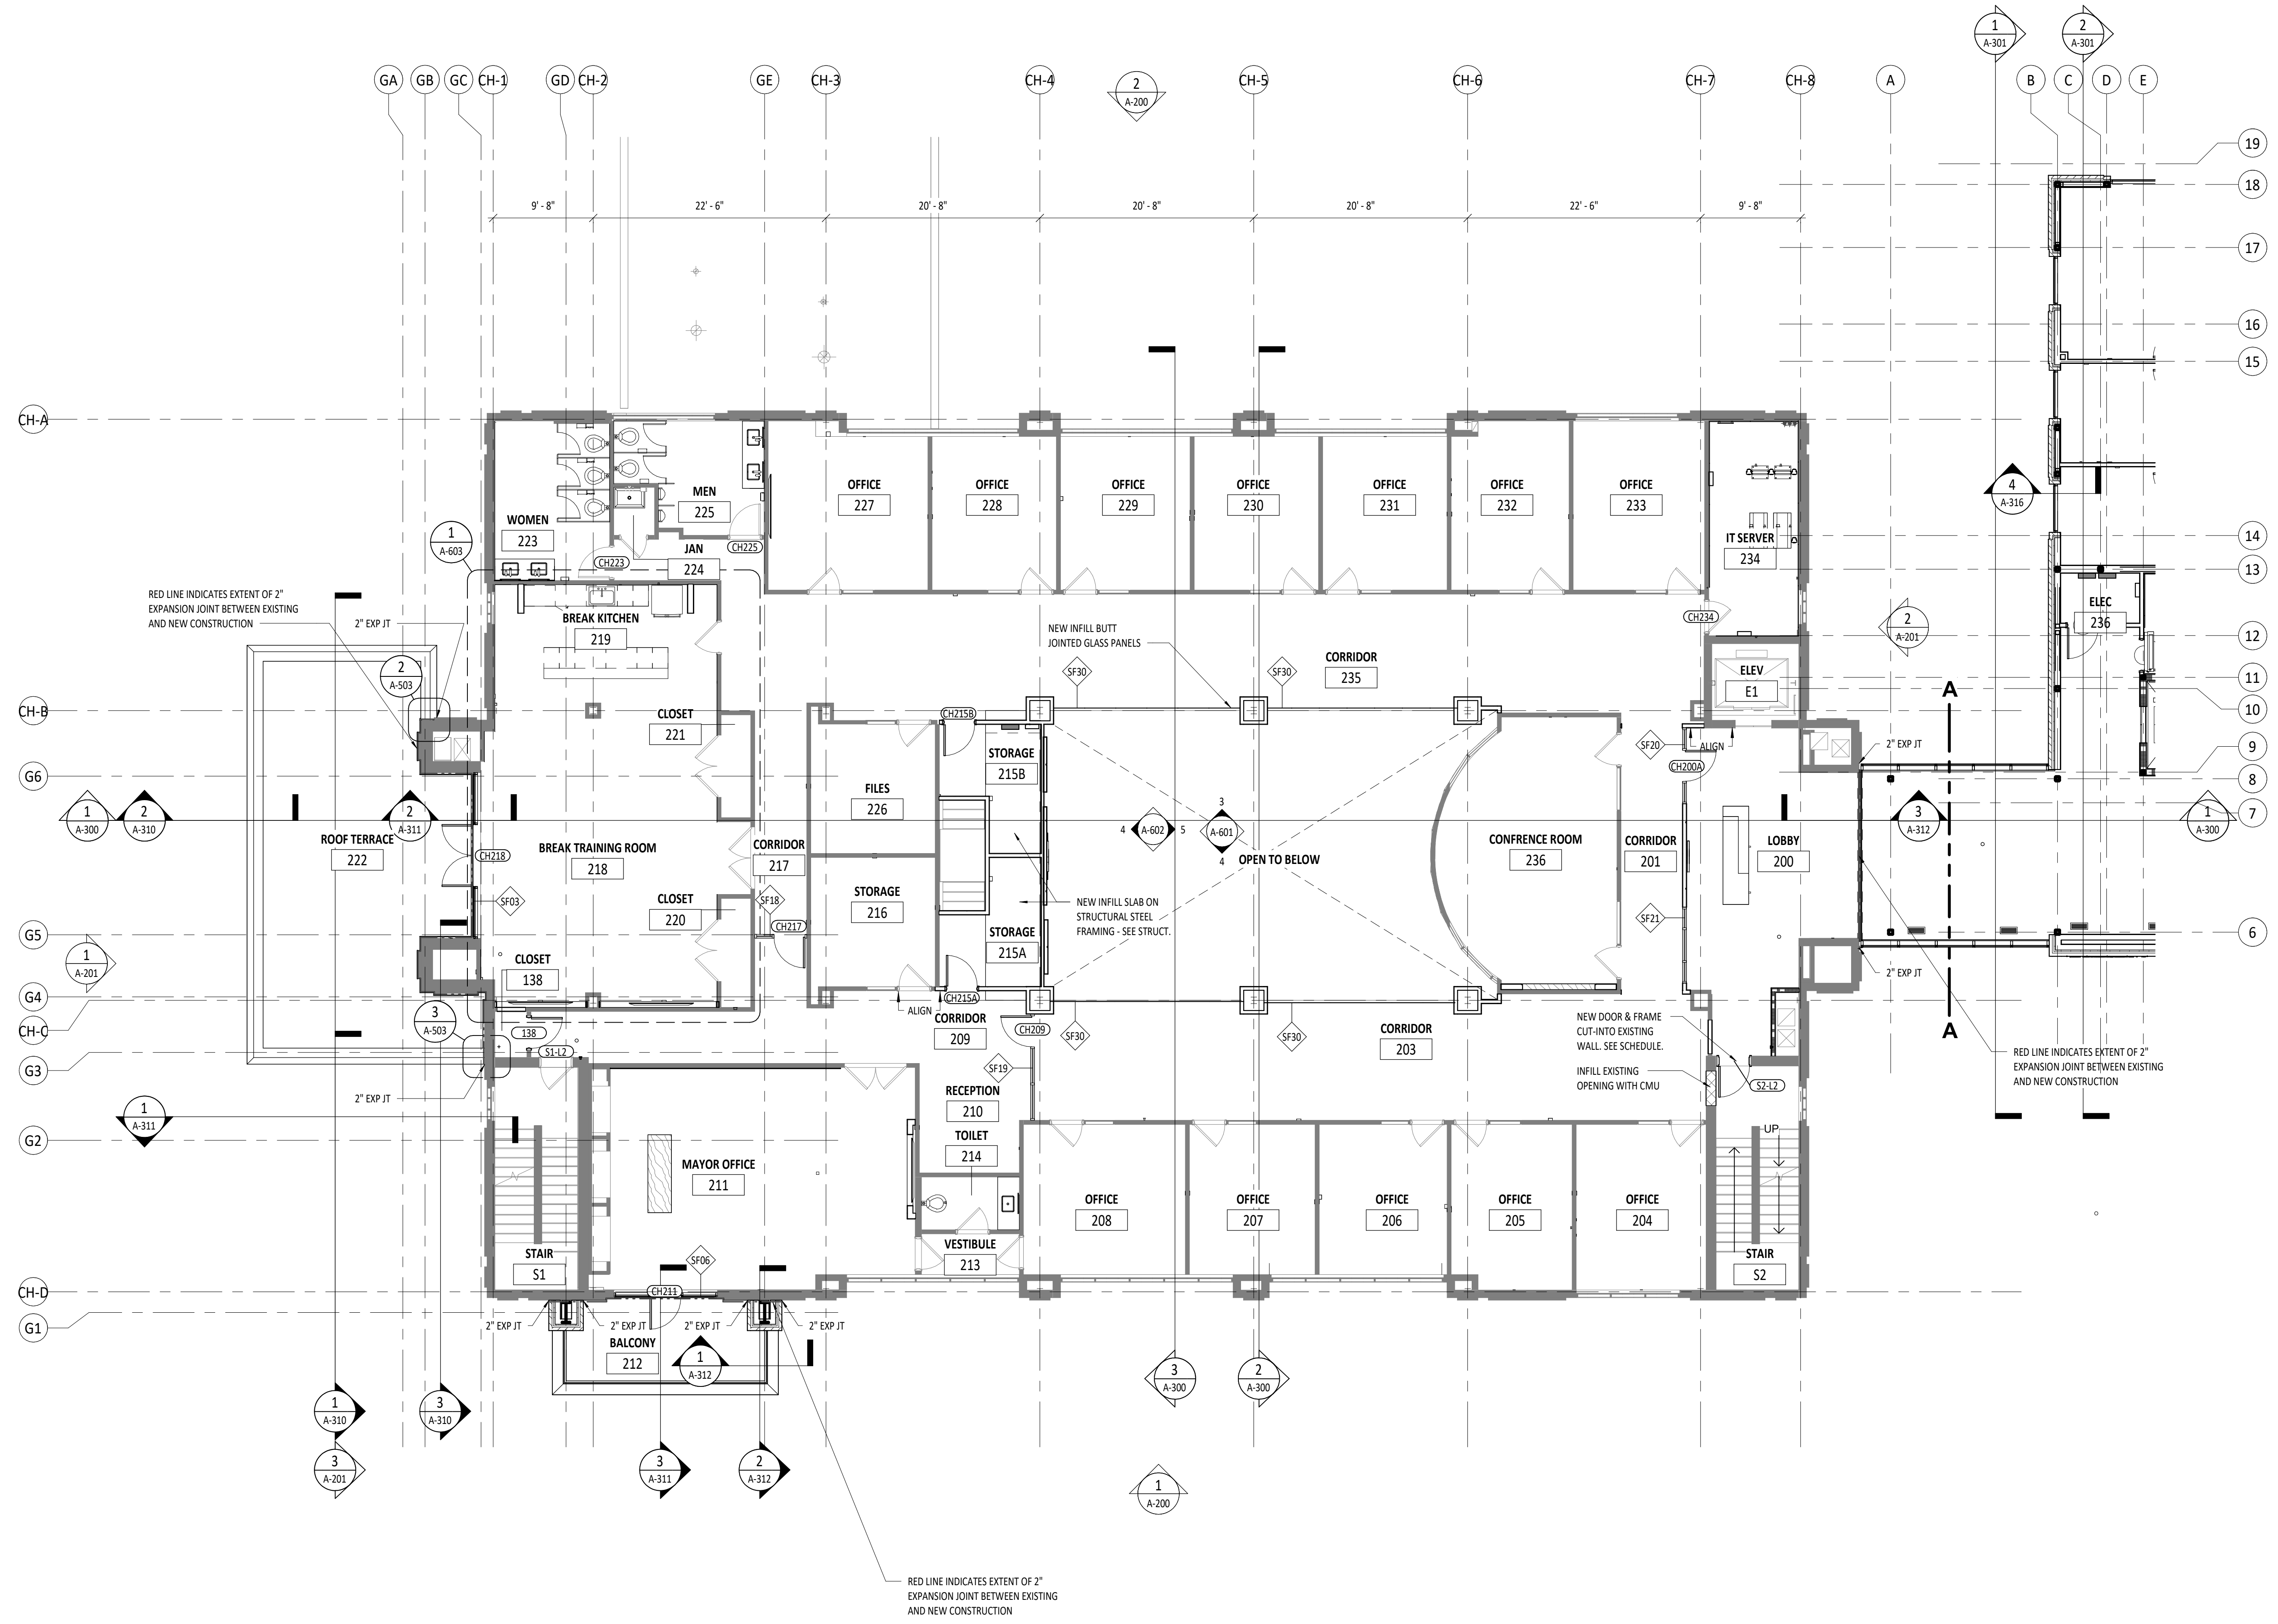 1
A-301
2
A-301
GA
GB
GC
CH-1
GD
CH-2
GE
CH-3
CH-4
2
A-200
CH-5
CH-6
CH-7
CH-8
A
B
C
D
E
19
18
9' - 8"
22' - 6"
20' - 8"
20' - 8"
20' - 8"
22' - 6"
9' - 8"
17
16
15
CH-A
OFFICE
227
OFFICE
228
OFFICE
229
OFFICE
230
OFFICE
231
OFFICE
232
OFFICE
233
4
A-316
MEN
225
WOMEN
223
1
A-603
JAN
224
CH225
CH223
IT SERVER
234
14
13
RED LINE INDICATES EXTENT OF 2"
EXPANSION JOINT BETWEEN EXISTING
AND NEW CONSTRUCTION
2" EXP JT
BREAK KITCHEN
219
NEW INFILL BUTT
JOINTED GLASS PANELS
CH234
2
A-201
ELEC
236
12
2
A-503
SF30
SF30
CORRIDOR
235
ELEV
E1
11
A
10
CH-B
CLOSET
221
CH215B
STORAGE
215B
SF20
ALIGN
CH200A
2" EXP JT
9
8
G6
FILES
226
1
A-300
2
A-310
2
A-311
3
4
A-602
5
A-601
4
3
A-312
1
A-300
7
ROOF TERRACE
222
CH218
BREAK TRAINING ROOM
218
CORRIDOR
217
OPEN TO BELOW
CONFRENCE ROOM
236
CORRIDOR
201
LOBBY
200
SF03
CLOSET
220
SF18
CH217
STORAGE
216
NEW INFILL SLAB ON
STRUCTURAL STEEL
FRAMING - SEE STRUCT.
SF21
G5
1
A-201
CLOSET
138
STORAGE
215A
6
2" EXP JT
G4
CH-C
3
A-503
138
S1-L2
CH215A
ALIGN
CORRIDOR
209
CH209
SF30
SF30
CORRIDOR
203
NEW DOOR & FRAME
CUT-INTO EXISTING
WALL. SEE SCHEDULE.
A
G3
SF19
INFILL EXISTING
OPENING WITH CMU
S2-L2
RED LINE INDICATES EXTENT OF 2"
EXPANSION JOINT BETWEEN EXISTING
AND NEW CONSTRUCTION
2" EXP JT
1
A-311
RECEPTION
210
TOILET
214
UP
G2
MAYOR OFFICE
211
OFFICE
208
OFFICE
207
OFFICE
206
OFFICE
205
OFFICE
204
STAIR
S1
VESTIBULE
213
STAIR
S2
SF06
CH211
CH-D
G1
2" EXP JT
2" EXP JT
2" EXP JT
2" EXP JT
BALCONY
212
1
A-312
3
A-300
2
A-300
1
A-310
3
A-310
3
A-201
3
A-311
2
A-312
1
A-200
RED LINE INDICATES EXTENT OF 2"
EXPANSION JOINT BETWEEN EXISTING
AND NEW CONSTRUCTION